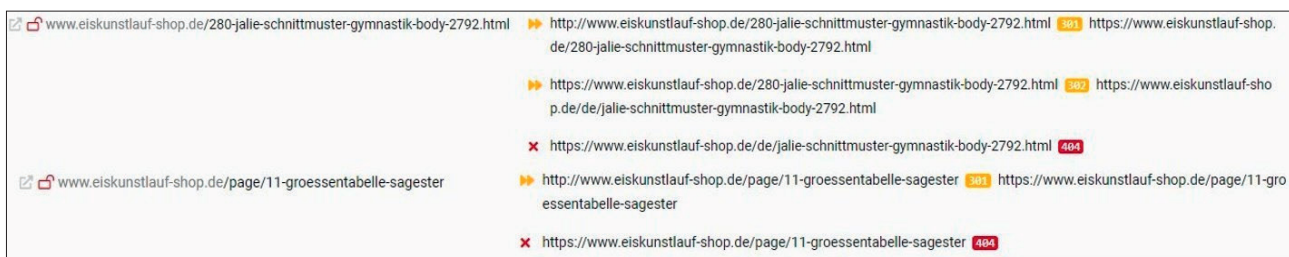 www.eiskunstlauf-shop.de/280-jalie-schnittmuster-gymnastik-body-2792.html
http://www.eiskunstlauf-shop.de/280-jalie-schnittmuster-gymnastik-body-2792.html 301 https://www.eiskunstlauf-shop.
de/280-jalie-schnittmuster-gymnastik-body-2792.html
https://www.eiskunstlauf-shop.de/280-jalie-schnittmuster-gymnastik-body-2792.html 302 https://www.eiskunstlauf-sho
p.de/de/jalie-schnittmuster-gymnastik-body-2792.html
https://www.eiskunstlauf-shop.de/de/jalie-schnittmuster-gymnastik-body-2792.html 404
www.eiskunstlauf-shop.de/page/11-groessentabelle-sagester
http://www.eiskunstlauf-shop.de/page/11-groessentabelle-sagester 301 https://www.eiskunstlauf-shop.de/page/11-gro
essentabelle-sagester
https://www.eiskunstlauf-shop.de/page/11-groessentabelle-sagester 404